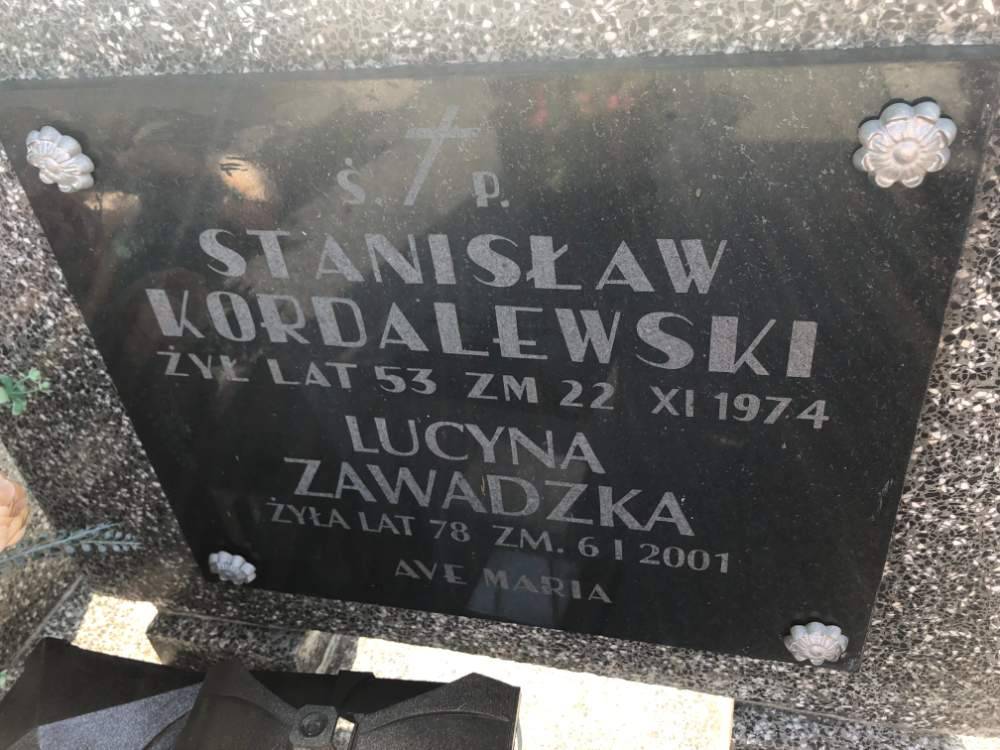 Ś. P.
STANISŁAW
KORDALEWSKI
ŻYŁ LAT 53 ZM 22 XI 1974
LUCYNA
ZAWADZKA
ŻYŁA LAT 78 ZM. 6 I 2001
AVE MARIA